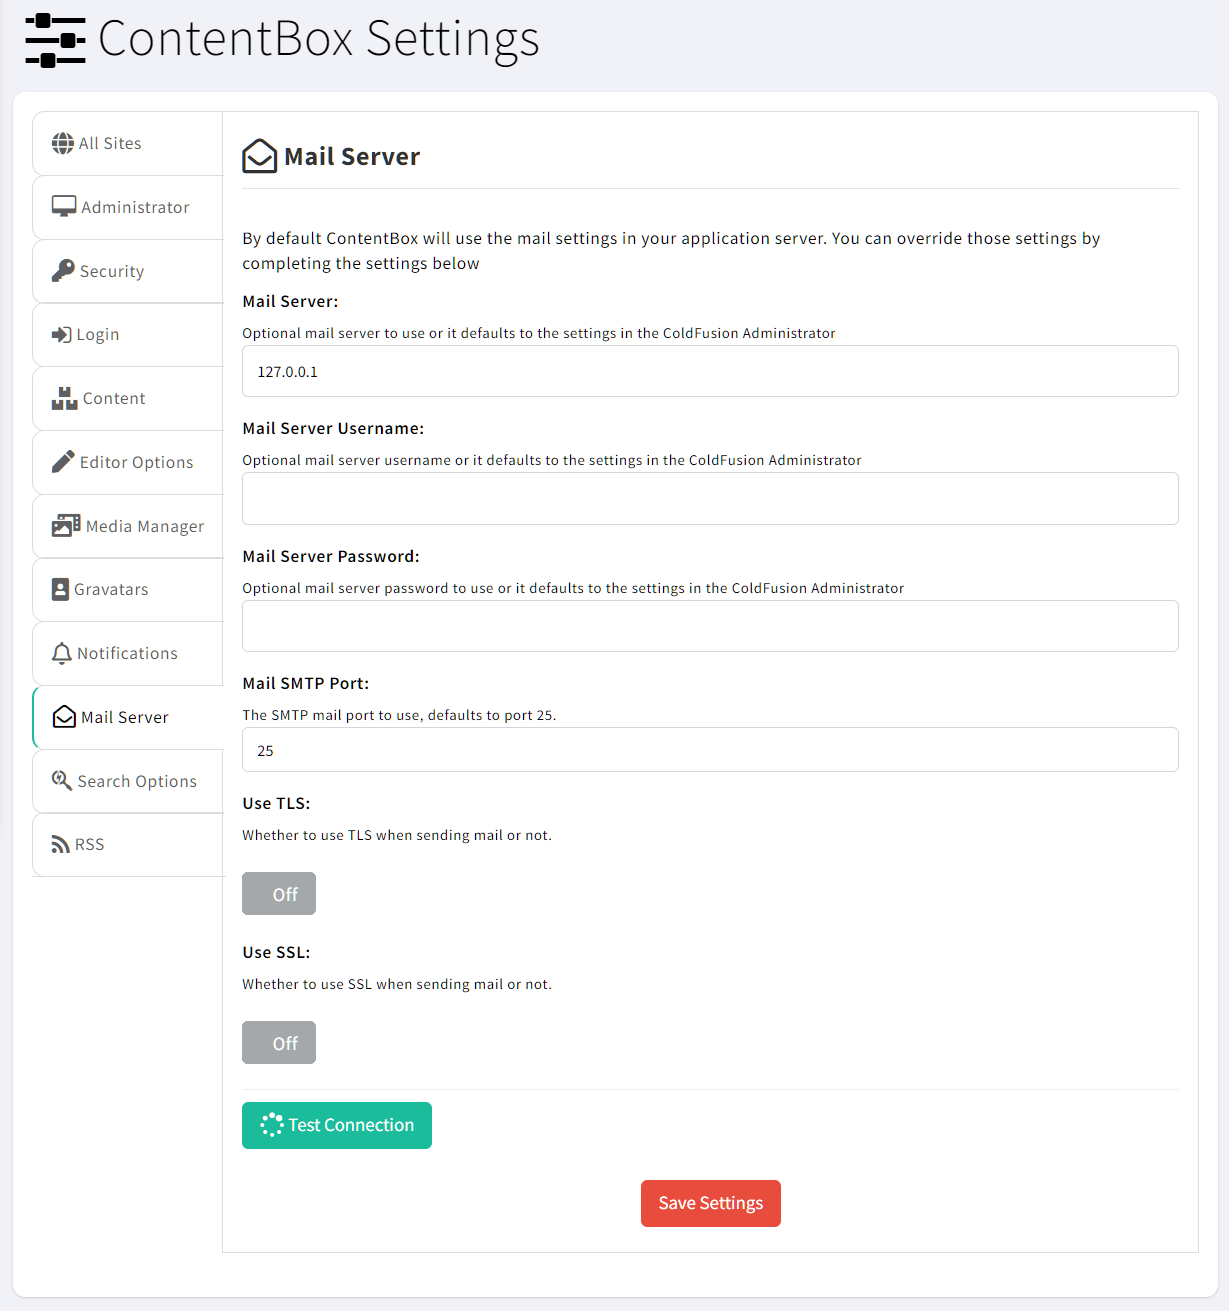 ContentBox Settings
All Sites
Administrator
Security
Login
Content
Editor Options
Media Manager
Gravatars
Notifications
Mail Server
Search Options
RSS
Mail Server
By default ContentBox will use the mail settings in your application server. You can override those settings by
completing the settings below
Mail Server:
Optional mail server to use or it defaults to the settings in the ColdFusion Administrator
127.0.0.1
Mail Server Username:
Optional mail server username or it defaults to the settings in the ColdFusion Administrator
Mail Server Password:
Optional mail server password to use or it defaults to the settings in the ColdFusion Administrator
Mail SMTP Port:
The SMTP mail port to use, defaults to port 25.
25
Use TLS:
Whether to use TLS when sending mail or not.
Off
Use SSL:
Whether to use SSL when sending mail or not.
Off
Test Connection
Save Settings